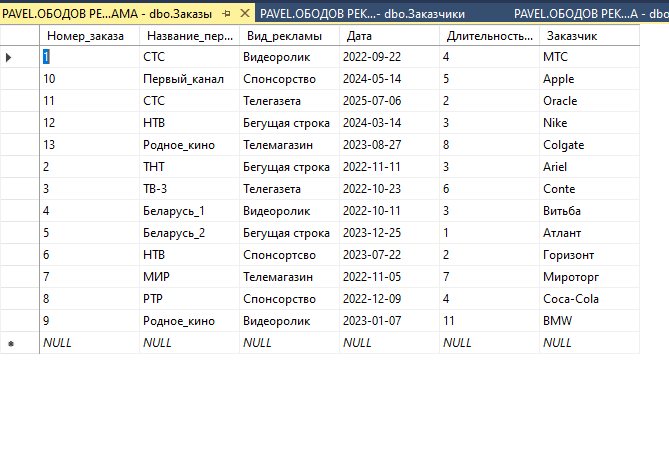 PAVEL.ОБОДОВ РЕ...АМА - dbo.Заказы PAVEL.ОБОДОВ РЕК...- dbo.Заказчики PAVEL.ОБОДОВ РЕК...А - dbo
Номер_заказа Название_пер... Вид_рекламы Дата Длительность... Заказчик
1 СТС Видеоролик 2022-09-22 4 МТС
10 Первый_канал Спонсорство 2024-05-14 5 Apple
11 СТС Телегазета 2025-07-06 2 Oracle
12 НТВ Бегущая строка 2024-03-14 3 Nike
13 Родное_кино Телемагазин 2023-08-27 8 Colgate
2 ТНТ Бегущая строка 2022-11-11 3 Ariel
3 ТВ-3 Телегазета 2022-10-23 6 Conte
4 Беларусь_1 Видеоролик 2022-10-11 3 Витьба
5 Беларусь_2 Бегущая строка 2023-12-25 1 Атлант
6 НТВ Спонсортсво 2023-07-22 2 Горизонт
7 МИР Телемагазин 2022-11-05 7 Мироторг
8 РТР Спонсорство 2022-12-09 4 Coca-Cola
9 Родное_кино Видеоролик 2023-01-07 11 BMW
NULL NULL NULL NULL NULL NULL